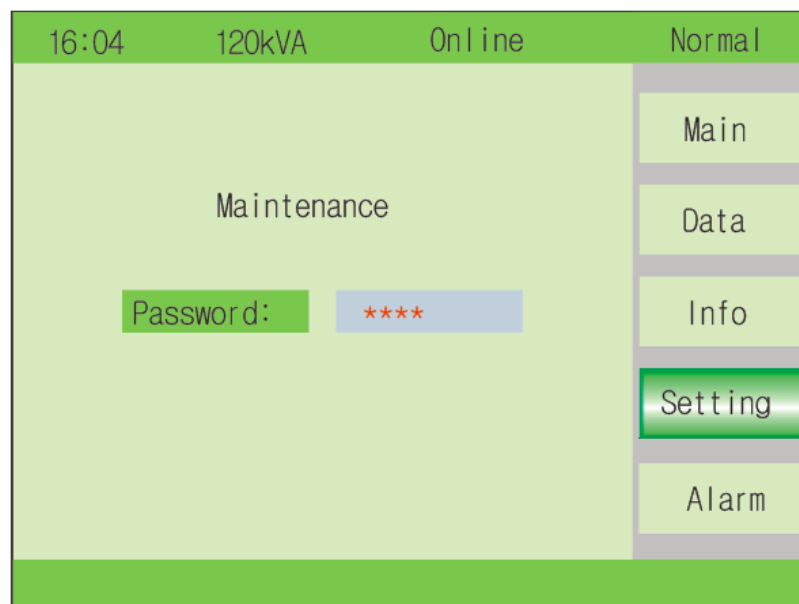 16:04 120kVA Online Normal
Main
Maintenance
Data
Password: ****
Info
Setting
Alarm